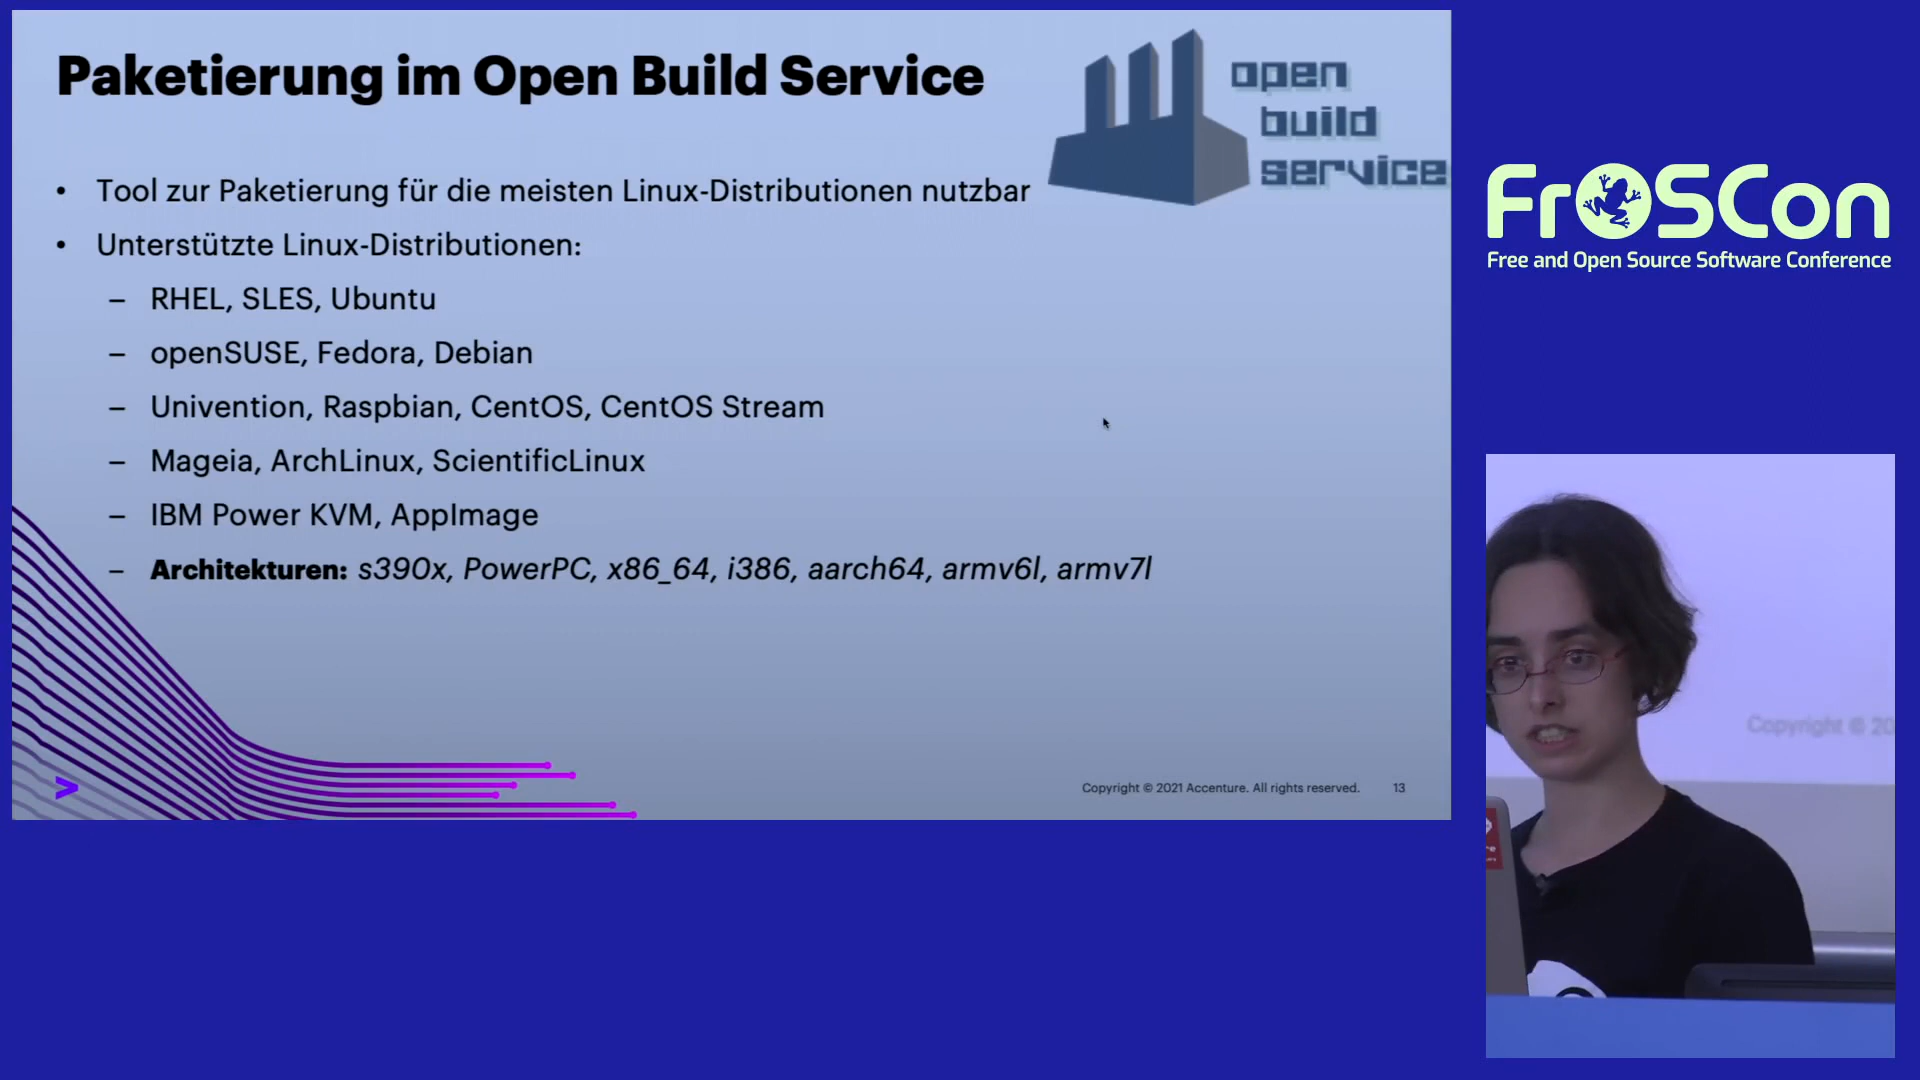 Paketierung im Open Build Service
open
build
service
• Tool zur Paketierung für die meisten Linux-Distributionen nutzbar
• Unterstützte Linux-Distributionen:
– RHEL, SLES, Ubuntu
– openSUSE, Fedora, Debian
– Univention, Raspbian, CentOS, CentOS Stream
– Mageia, ArchLinux, ScientificLinux
– IBM Power KVM, AppImage
– Architekturen: s390x, PowerPC, x86_64, i386, aarch64, armv6l, armv7l
>
Copyright © 2021 Accenture. All rights reserved. 13
FrOSCon
Free and Open Source Software Conference
Copyright © 20